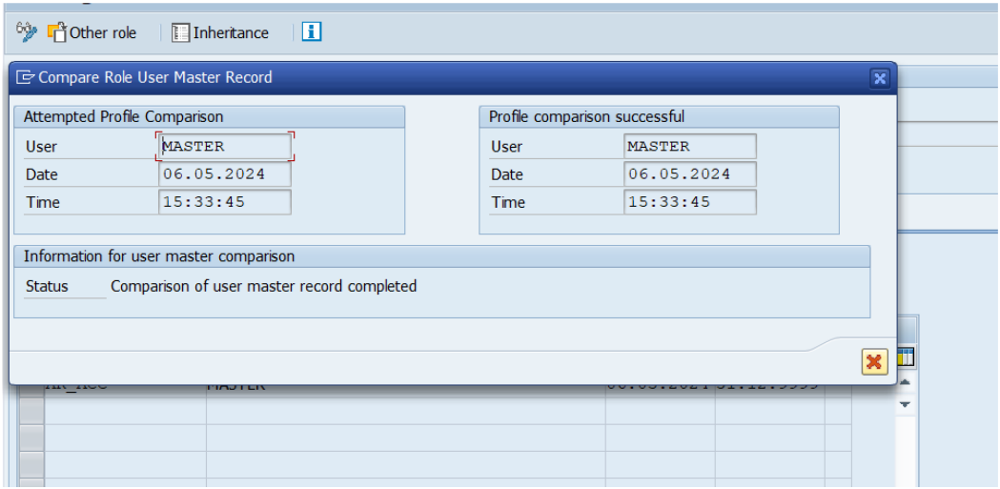 Other role Inheritance
Compare Role User Master Record
Attempted Profile Comparison
User MASTER
Date 06.05.2024
Time 15:33:45
Profile comparison successful
User MASTER
Date 06.05.2024
Time 15:33:45
Information for user master comparison
Status Comparison of user master record completed
MASTER 31.12.9999